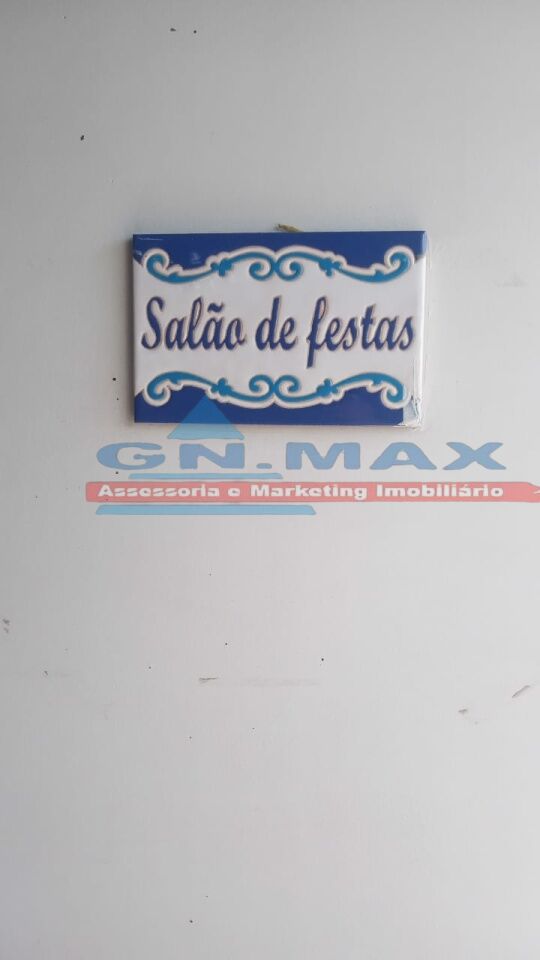 Salão de festas
GN.MAX
Assessoria e Marketing Imobiliário